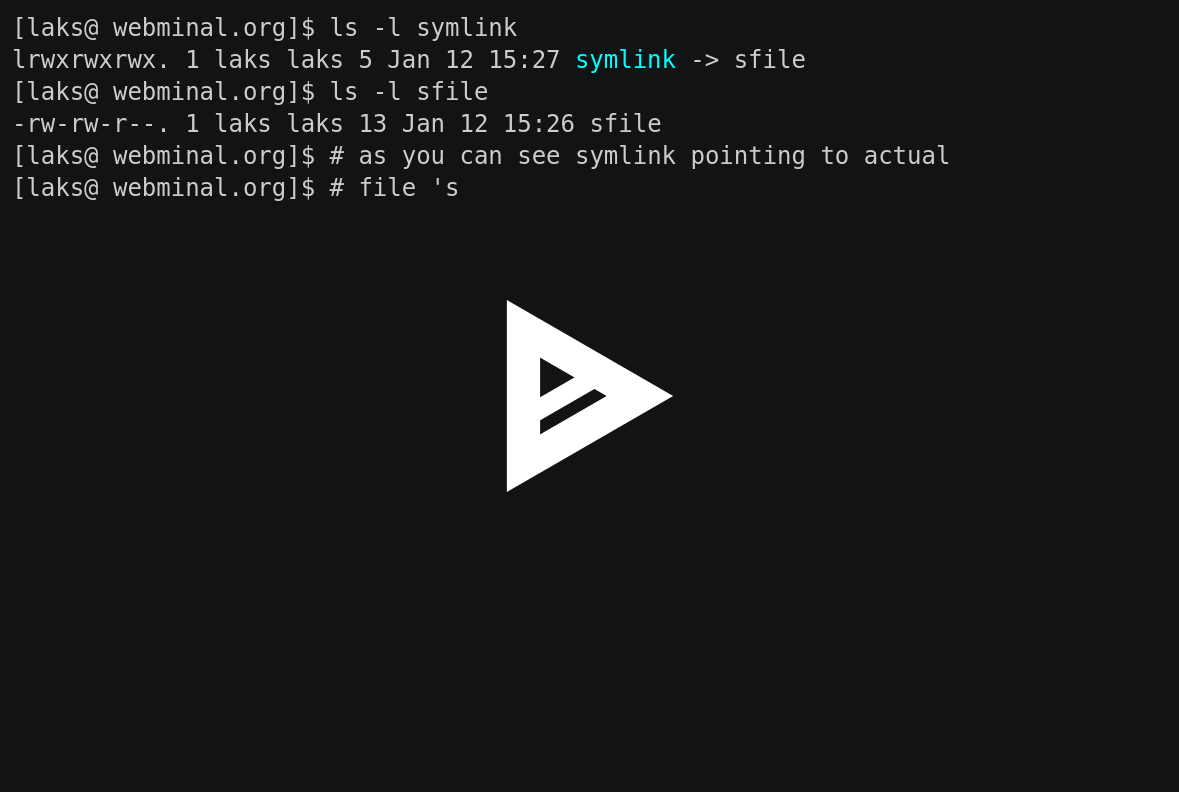 [laks@ webminal.org]$ ls -l symlink
lrwxrwxrwx. 1 laks laks 5 Jan 12 15:27 symlink -> sfile
[laks@ webminal.org]$ ls -l sfile
-rw-rw-r--. 1 laks laks 13 Jan 12 15:26 sfile
[laks@ webminal.org]$ # as you can see symlink pointing to actual
[laks@ webminal.org]$ # file 's